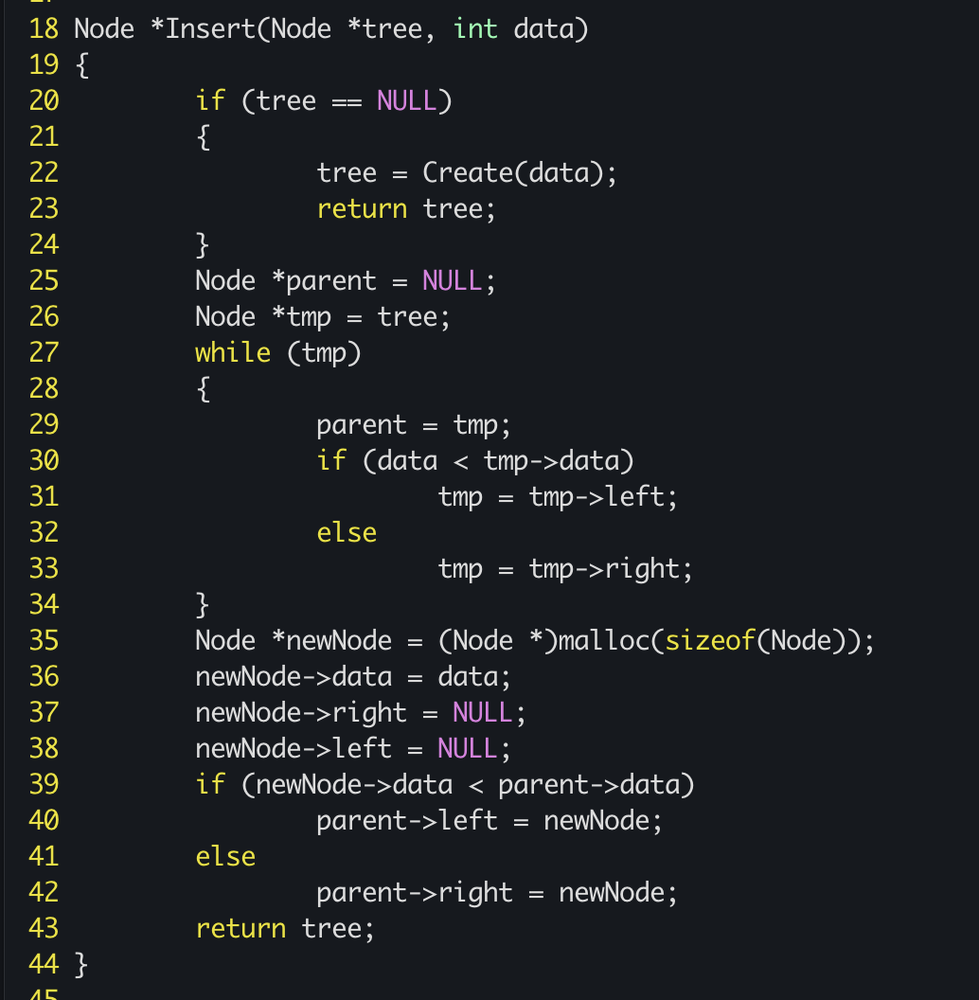 18 Node *Insert(Node *tree, int data)
19 {
20         if (tree == NULL)
21         {
22                 tree = Create(data);
23                 return tree;
24         }
25         Node *parent = NULL;
26         Node *tmp = tree;
27         while (tmp)
28         {
29                 parent = tmp;
30                 if (data < tmp->data)
31                         tmp = tmp->left;
32                 else
33                         tmp = tmp->right;
34         }
35         Node *newNode = (Node *)malloc(sizeof(Node));
36         newNode->data = data;
37         newNode->right = NULL;
38         newNode->left = NULL;
39         if (newNode->data < parent->data)
40                 parent->left = newNode;
41         else
42                 parent->right = newNode;
43         return tree;
44 }
45